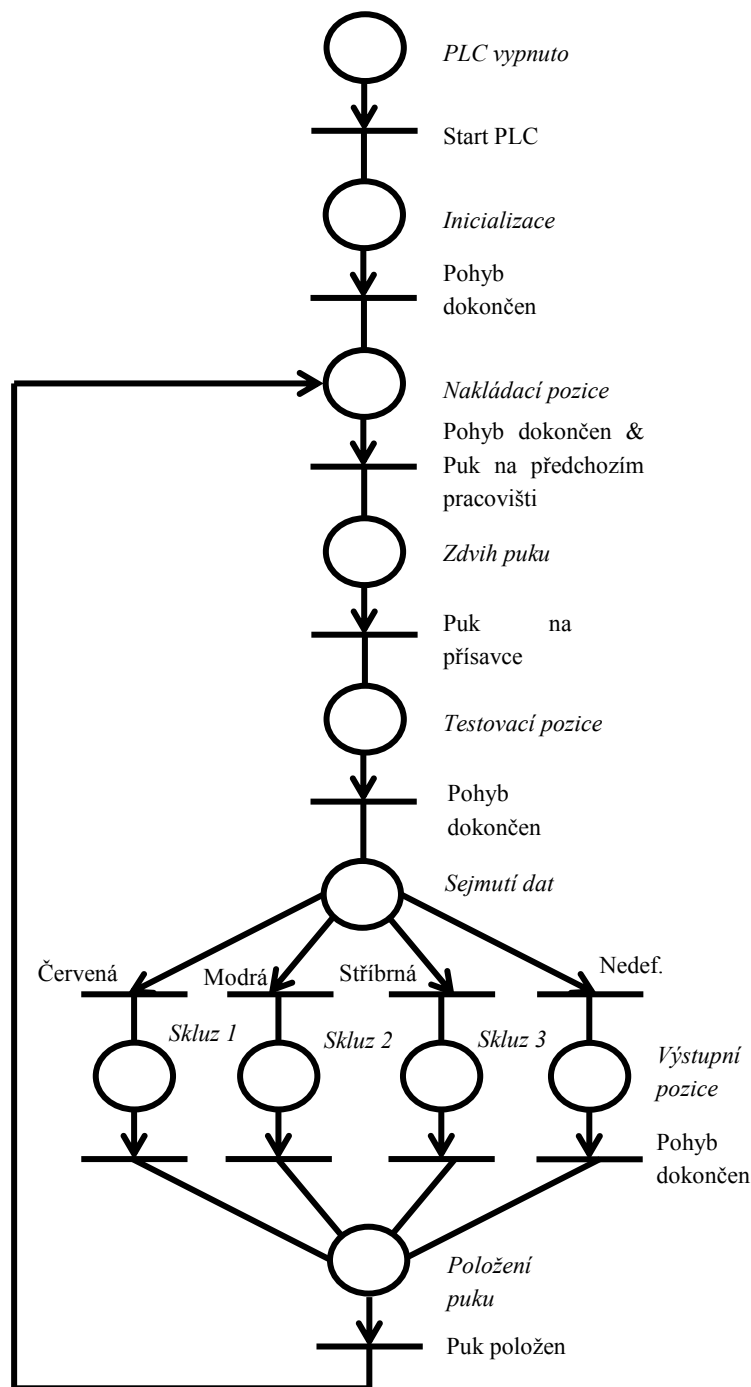 PLC vypnuto
Start PLC
Inicializace
Pohyb
dokončen
Nakládací pozice
Pohyb dokončen &
Puk na předchozím
pracovišti
Zdvih puku
Puk na
přísavce
Testovací pozice
Pohyb
dokončen
Sejmutí dat
Červená
Modrá
Stříbrná
Nedef.
Skluz 1
Skluz 2
Skluz 3
Výstupní
pozice
Pohyb
dokončen
Položení
puku
Puk položen